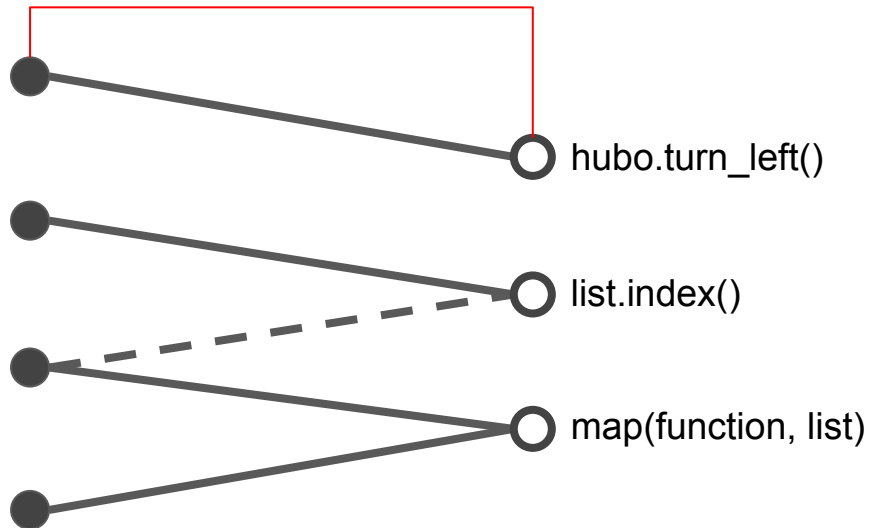 hubo.turn_left()
list.index()
map(function, list)